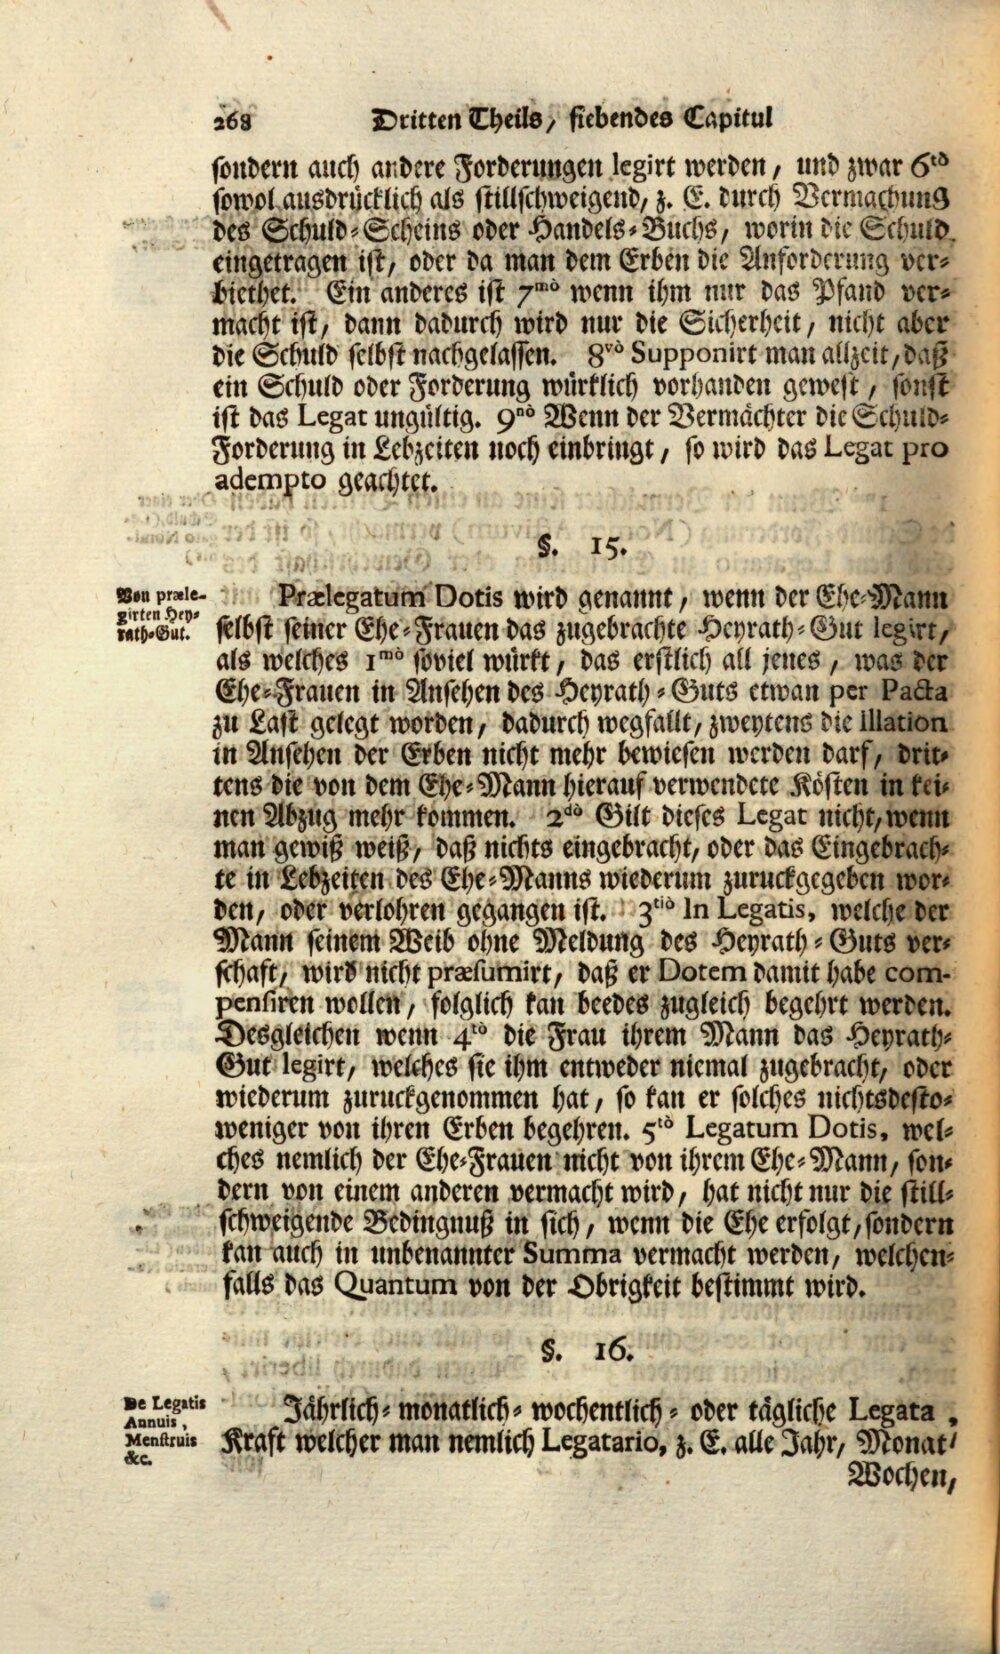 268 Dritten Theils, siebendes Capitul
sondern auch andere Forderungen legirt werden, und zwar 6tò
sowol ausdrücklich als stillschweigend, z. E. durch Vermachung
des Schuld-Scheins oder Handels-Buchs, worin die Schuld
eingetragen ist, oder da man dem Erben die Anforderung ver-
biethet. Ein anderes ist 7mò wenn ihm nur das Pfand ver-
macht ist, dann dadurch wird nur die Sicherheit, nicht aber
die Schuld selbst nachgelassen. 8vò Supponirt man allzeit, daß
ein Schuld oder Forderung würklich vorhanden gewest, sonst
ist das Legat ungültig. 9nò Wenn der Vermächter die Schuld-
Forderung in Lebzeiten noch einbringt, so wird das Legat pro
adempto geachtet.
§. 15.
Von præle-
girten Hey-
rath-Gut.
Prælegatum Dotis wird genannt, wenn der Ehe-Mann
selbst seiner Ehe-Frauen das zugebrachte Heyrath-Gut legirt,
als welches 1mò soviel würkt, das erstlich all jenes, was der
Ehe-Frauen in Ansehen des Heyrath-Guts etwan per Pacta
zu Last gelegt worden, dadurch wegfallt, zweytens die illation
in Ansehen der Erben nicht mehr bewiesen werden darf, drit-
tens die von dem Ehe-Mann hierauf verwendete Kösten in kei-
nen Abzug mehr kommen. 2dò Gilt dieses Legat nicht, wenn
man gewiß weiß, daß nichts eingebracht, oder das Eingebrach-
te in Lebzeiten des Ehe-Manns wiederum zuruckgegeben wor-
den, oder verlohren gegangen ist. 3tiò In Legatis, welche der
Mann seinem Weib ohne Meldung des Heyrath-Guts ver-
schaft, wird nicht præsumirt, daß er Dotem damit habe com-
pensiren wollen, folglich kan beedes zugleich begehrt werden.
Desgleichen wenn 4tò die Frau ihrem Mann das Heyrath-
Gut legirt, welches sie ihm entweder niemal zugebracht, oder
wiederum zuruckgenommen hat, so kan er solches nichtsdesto-
weniger von ihren Erben begehren. 5tò Legatum Dotis, wel-
ches nemlich der Ehe-Frauen nicht von ihrem Ehe-Mann, son-
dern von einem anderen vermacht wird, hat nicht nur die still-
schweigende Bedingnuß in sich, wenn die Ehe erfolgt, sondern
kan auch in unbenannter Summa vermacht werden, welchen-
falls das Quantum von der Obrigkeit bestimmt wird.
§. 16.
De Legatis
Annuis,
Menstruis
&c.
Jährlich- monatlich- wochentlich- oder tägliche Legata,
Kraft welcher man nemlich Legatario, z. E. alle Jahr, Monat,
Wochen,